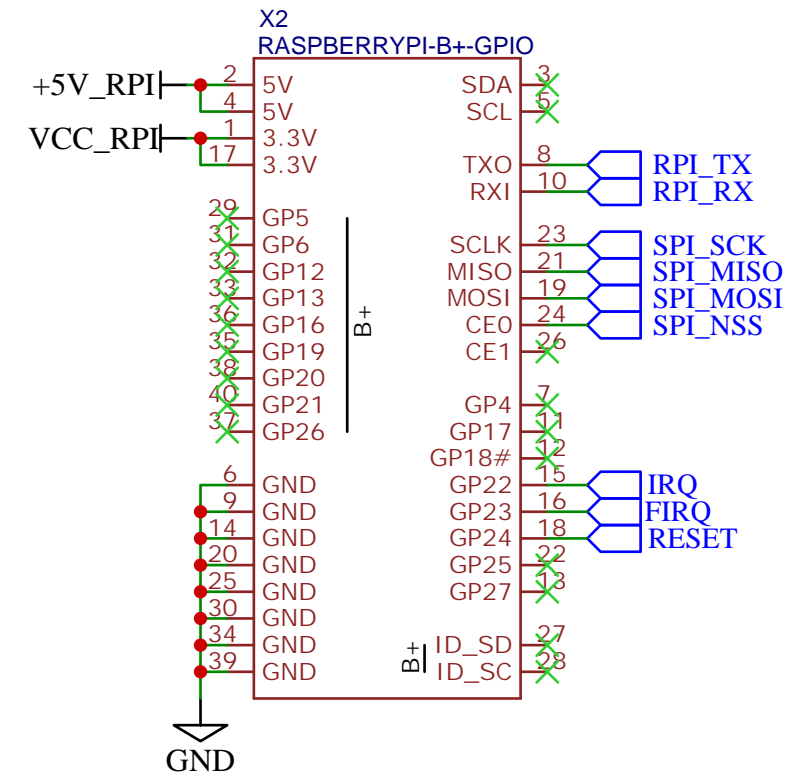 X2
RASPBERRYPI-B+-GPIO
+5V_RPI 2 5V SDA 3
4 5V SCL 5
VCC_RPI 1 3.3V
17 3.3V TXO 8 RPI_TX
RXI 10 RPI_RX
29 GP5
31 GP6 SCLK 23 SPI_SCK
32 GP12 MISO 21 SPI_MISO
33 GP13 MOSI 19 SPI_MOSI
36 GP16 CE0 24 SPI_NSS
35 GP19 CE1 26
38 GP20
40 GP21 GP4 7
37 GP26 GP17 11
B+
GP18# 12
6 GND GP22 15 IRQ
9 GND GP23 16 FIRQ
14 GND GP24 18 RESET
20 GND GP25 22
25 GND GP27 13
30 GND
34 GND ID_SD 27
39 GND ID_SC 28
B+
GND